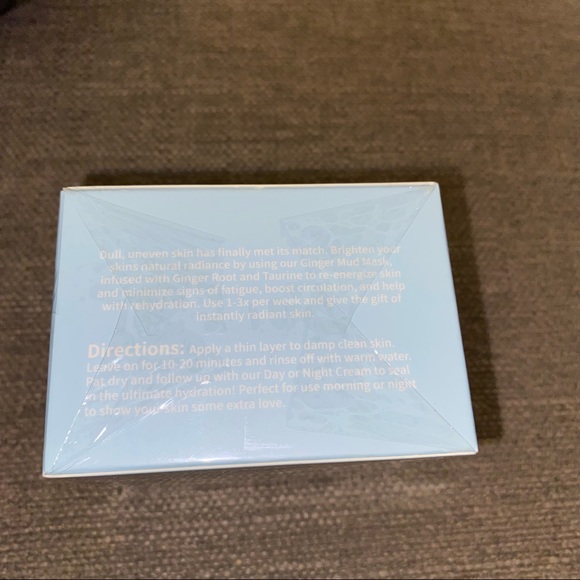 Dull, uneven skin has finally met its match. Brighten your
skins natural radiance by using our Ginger Mud Mask,
infused with Ginger Root and Taurine to re-energize skin
and minimize signs of fatigue, boost circulation, and help
with rehydration. Use 1-3x per week and give the gift of
instantly radiant skin.
Directions: Apply a thin layer to damp clean skin.
Leave on for 10-20 minutes and rinse off with warm water.
Pat dry and follow up with our Day or Night Cream to seal
in the ultimate hydration! Perfect for use morning or night
to show your skin some extra love.